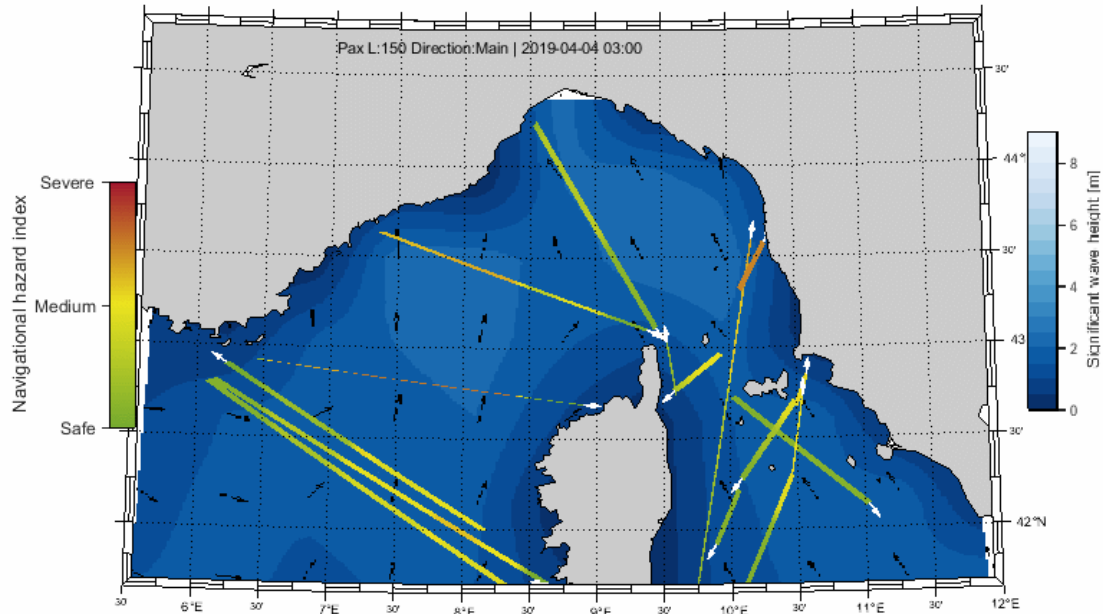 Pax L:150 Direction:Main | 2019-04-04 03:00
30'
44°
30'
43
30'
42°N
30'
6°E
30'
7°E
30'
8°E
30'
9°E
30'
10°E
30'
11°E
30'
12°E
Navigational hazard index
Severe
Medium
Safe
Significant wave height [m]
8
6
4
2
0